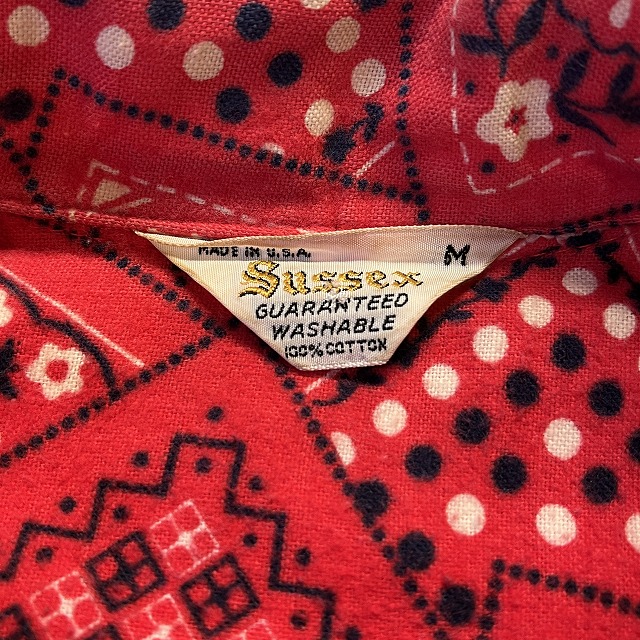 MADE IN U.S.A. M
Sussex
GUARANTEED
WASHABLE
100% COTTON